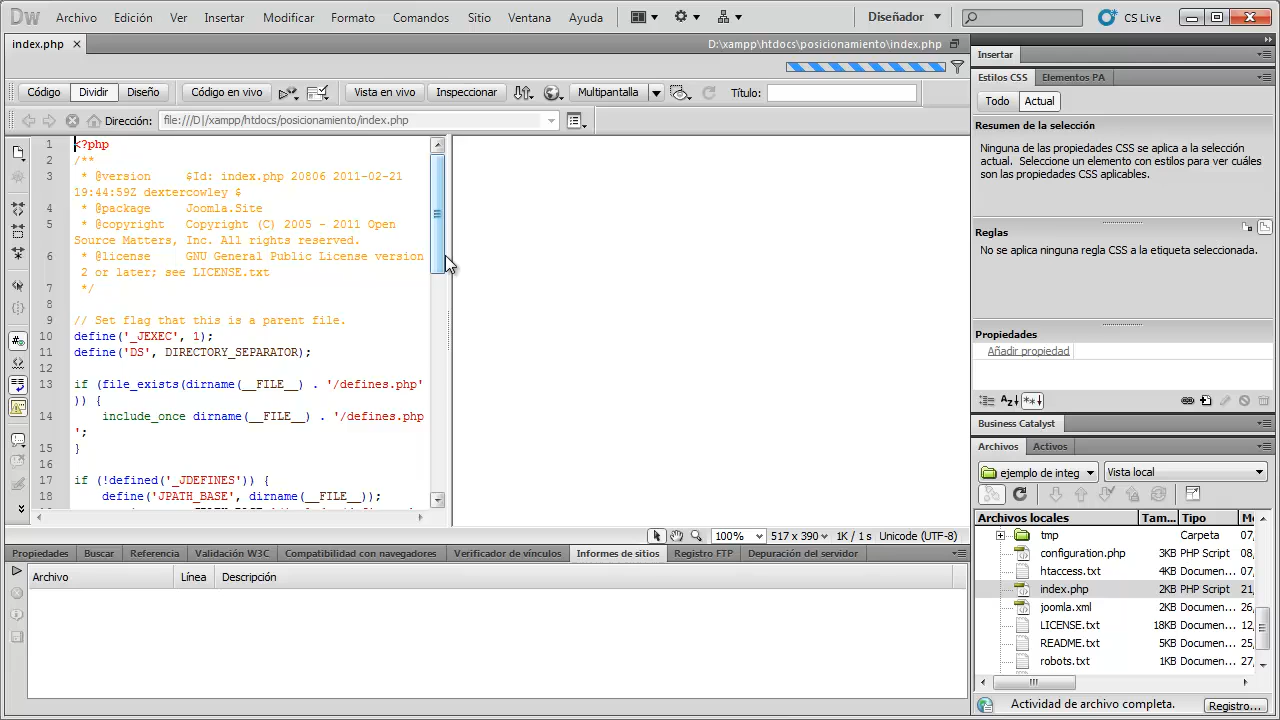 Dw Archivo Edición Ver Insertar Modificar Formato Comandos Sitio Ventana Ayuda Diseñador CS Live
index.php D:\xampp\htdocs\posicionamiento\index.php
Código Dividir Diseño Código en vivo Vista en vivo Inspeccionar Multipantalla Título:
Dirección: file:///D|/xampp/htdocs/posicionamiento/index.php
1 <?php
2 /**
3 * @version $Id: index.php 20806 2011-02-21
19:44:59Z dextercowley $
4 * @package Joomla.Site
5 * @copyright Copyright (C) 2005 - 2011 Open
Source Matters, Inc. All rights reserved.
6 * @license GNU General Public License version
2 or later; see LICENSE.txt
7 */
8
9 // Set flag that this is a parent file.
10 define('_JEXEC', 1);
11 define('DS', DIRECTORY_SEPARATOR);
12
13 if (file_exists(dirname(__FILE__) . '/defines.php'
)) {
14 include_once dirname(__FILE__) . '/defines.php
';
15 }
16
17 if (!defined('_JDEFINES')) {
18 define('JPATH_BASE', dirname(__FILE__));
100% 517 x 390 1K / 1 s Unicode (UTF-8)
Propiedades Buscar Referencia Validación W3C Compatibilidad con navegadores Verificador de vínculos Informes de sitios Registro FTP Depuración del servidor
Archivo Línea Descripción
Insertar
Estilos CSS Elementos PA
Todo Actual
Resumen de la selección
Ninguna de las propiedades CSS se aplica a la selección
actual. Seleccione un elemento con estilos para ver cuáles
son las propiedades CSS aplicables.
Reglas
No se aplica ninguna regla CSS a la etiqueta seleccionada.
Propiedades
Añadir propiedad
Business Catalyst
Archivos Activos
ejemplo de integ Vista local
Archivos locales Tam... Tipo
tmp Carpeta 07,
configuration.php 3KB PHP Script 08,
htaccess.txt 4KB Documen... 07,
index.php 2KB PHP Script 21,
joomla.xml 2KB Documen... 26,
LICENSE.txt 18KB Documen... 12,
README.txt 5KB Documen... 25,
robots.txt 1KB Documen... 27,
Actividad de archivo completa. Registro...